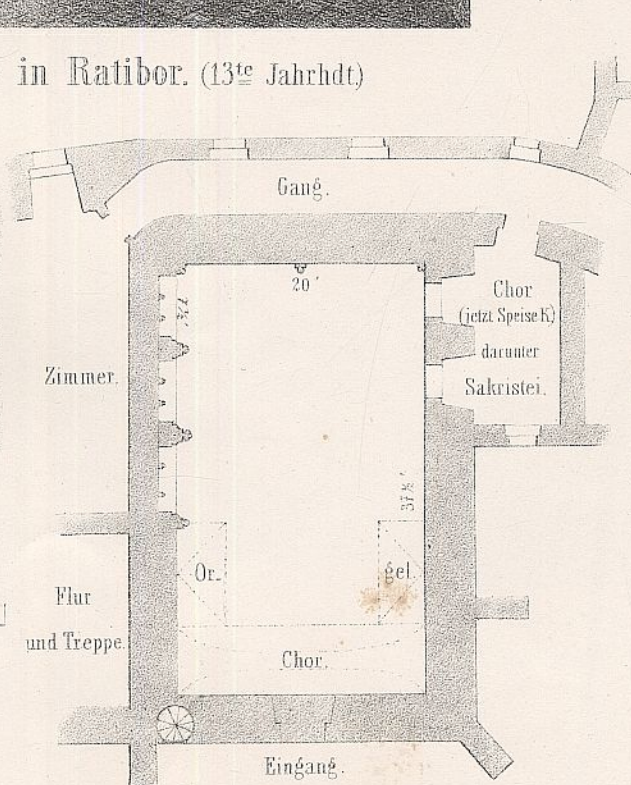 in Ratibor. (13te Jahrhdt.)
Gang.
20'
Chor
(jetzt Speise K)
darunter
Sakristei.
Zimmer.
37½'
Or-
gel
Flur
und Treppe.
Chor.
Eingang.